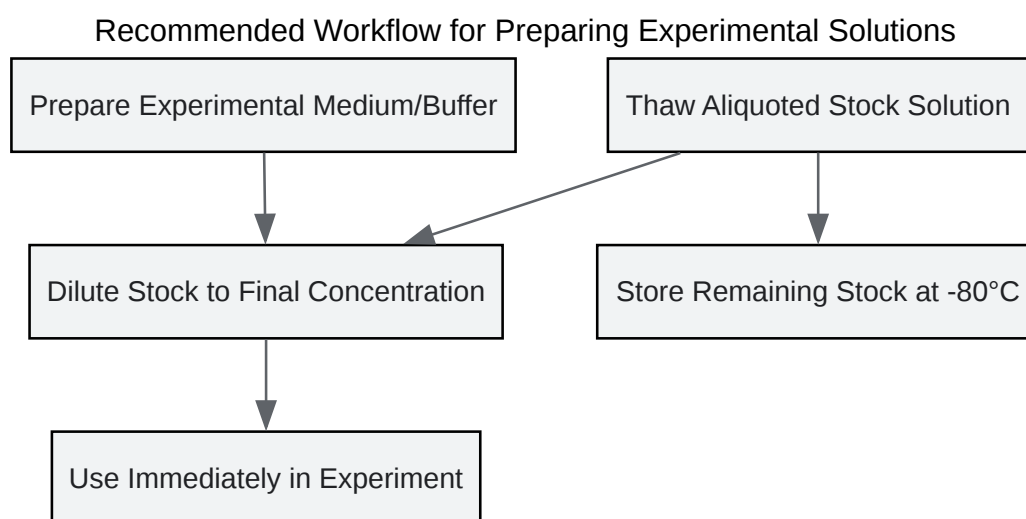 Recommended Workflow for Preparing Experimental Solutions
Prepare Experimental Medium/Buffer
Thaw Aliquoted Stock Solution
Dilute Stock to Final Concentration
Store Remaining Stock at -80°C
Use Immediately in Experiment